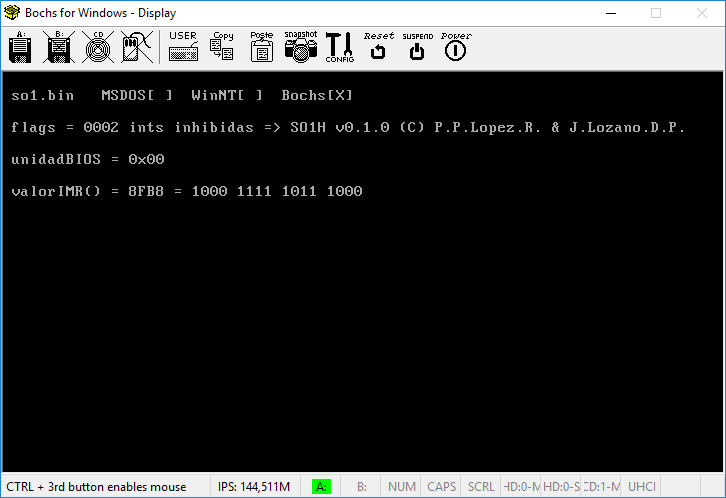 Bochs for Windows - Display
A: B: CD USER Copy Paste Snapshot CONFIG Reset SUSPEND Power
so1.bin MSDOS[ ] WinNT[ ] Bochs[X]
flags = 0002 ints inhibidas => SO1H v0.1.0 (C) P.P.Lopez.R. & J.Lozano.D.P.
unidadBIOS = 0x00
valorIMR() = 8FB8 = 1000 1111 1011 1000
CTRL + 3rd button enables mouse IPS: 144,511M A: B: NUM CAPS SCRL HD:0-M HD:0-S CD:1-M UHCI